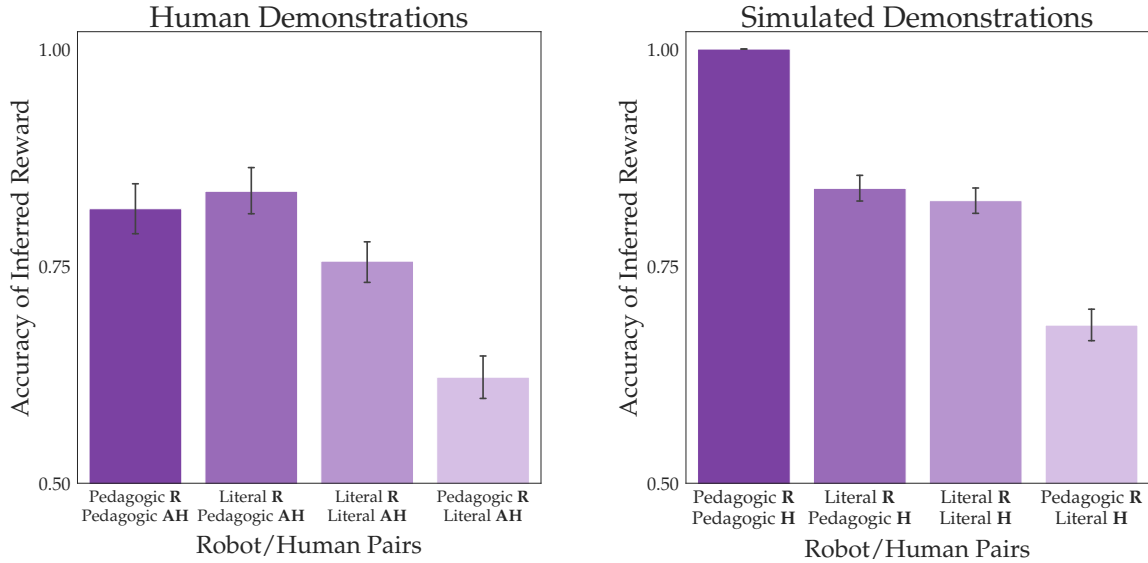 Human Demonstrations
Accuracy of Inferred Reward
1.00
0.75
0.50
Pedagogic R
Pedagogic AH
Literal R
Pedagogic AH
Literal R
Literal AH
Pedagogic R
Literal AH
Robot/Human Pairs
Simulated Demonstrations
Accuracy of Inferred Reward
1.00
0.75
0.50
Pedagogic R
Pedagogic H
Literal R
Pedagogic H
Literal R
Literal H
Pedagogic R
Literal H
Robot/Human Pairs